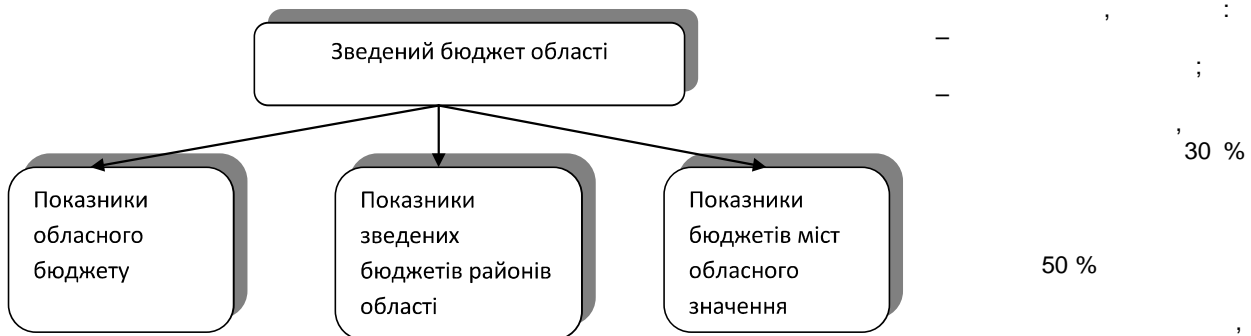 Зведений бюджет області
Показники
обласного
бюджету
Показники
зведених
бюджетів районів
області
Показники
бюджетів міст
обласного
значення
, :
–
;
–
,
30 %
50 %
,